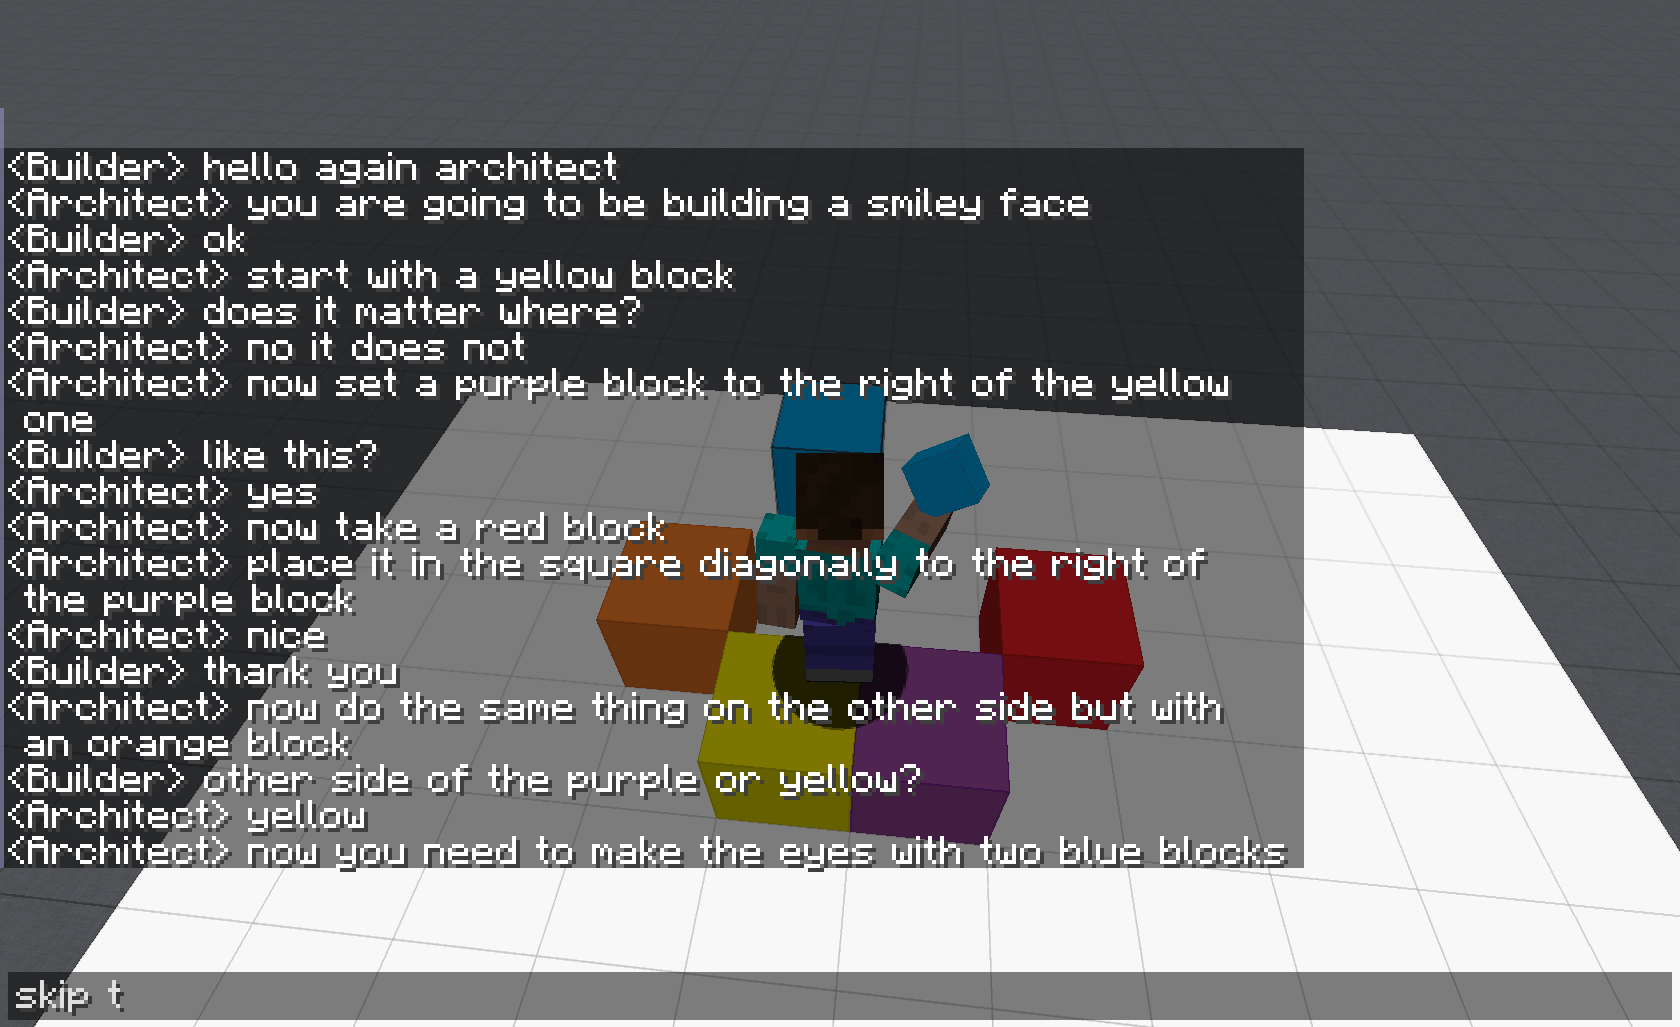 <Builder> hello again architect
<Architect> you are going to be building a smiley face
<Builder> ok
<Architect> start with a yellow block
<Builder> does it matter where?
<Architect> no it does not
<Architect> now set a purple block to the right of the yellow
one
<Builder> like this?
<Architect> yes
<Architect> now take a red block
<Architect> place it in the square diagonally to the right of
the purple block
<Architect> nice
<Builder> thank you
<Architect> now do the same thing on the other side but with
an orange block
<Builder> other side of the purple or yellow?
<Architect> yellow
<Architect> now you need to make the eyes with two blue blocks
skip t